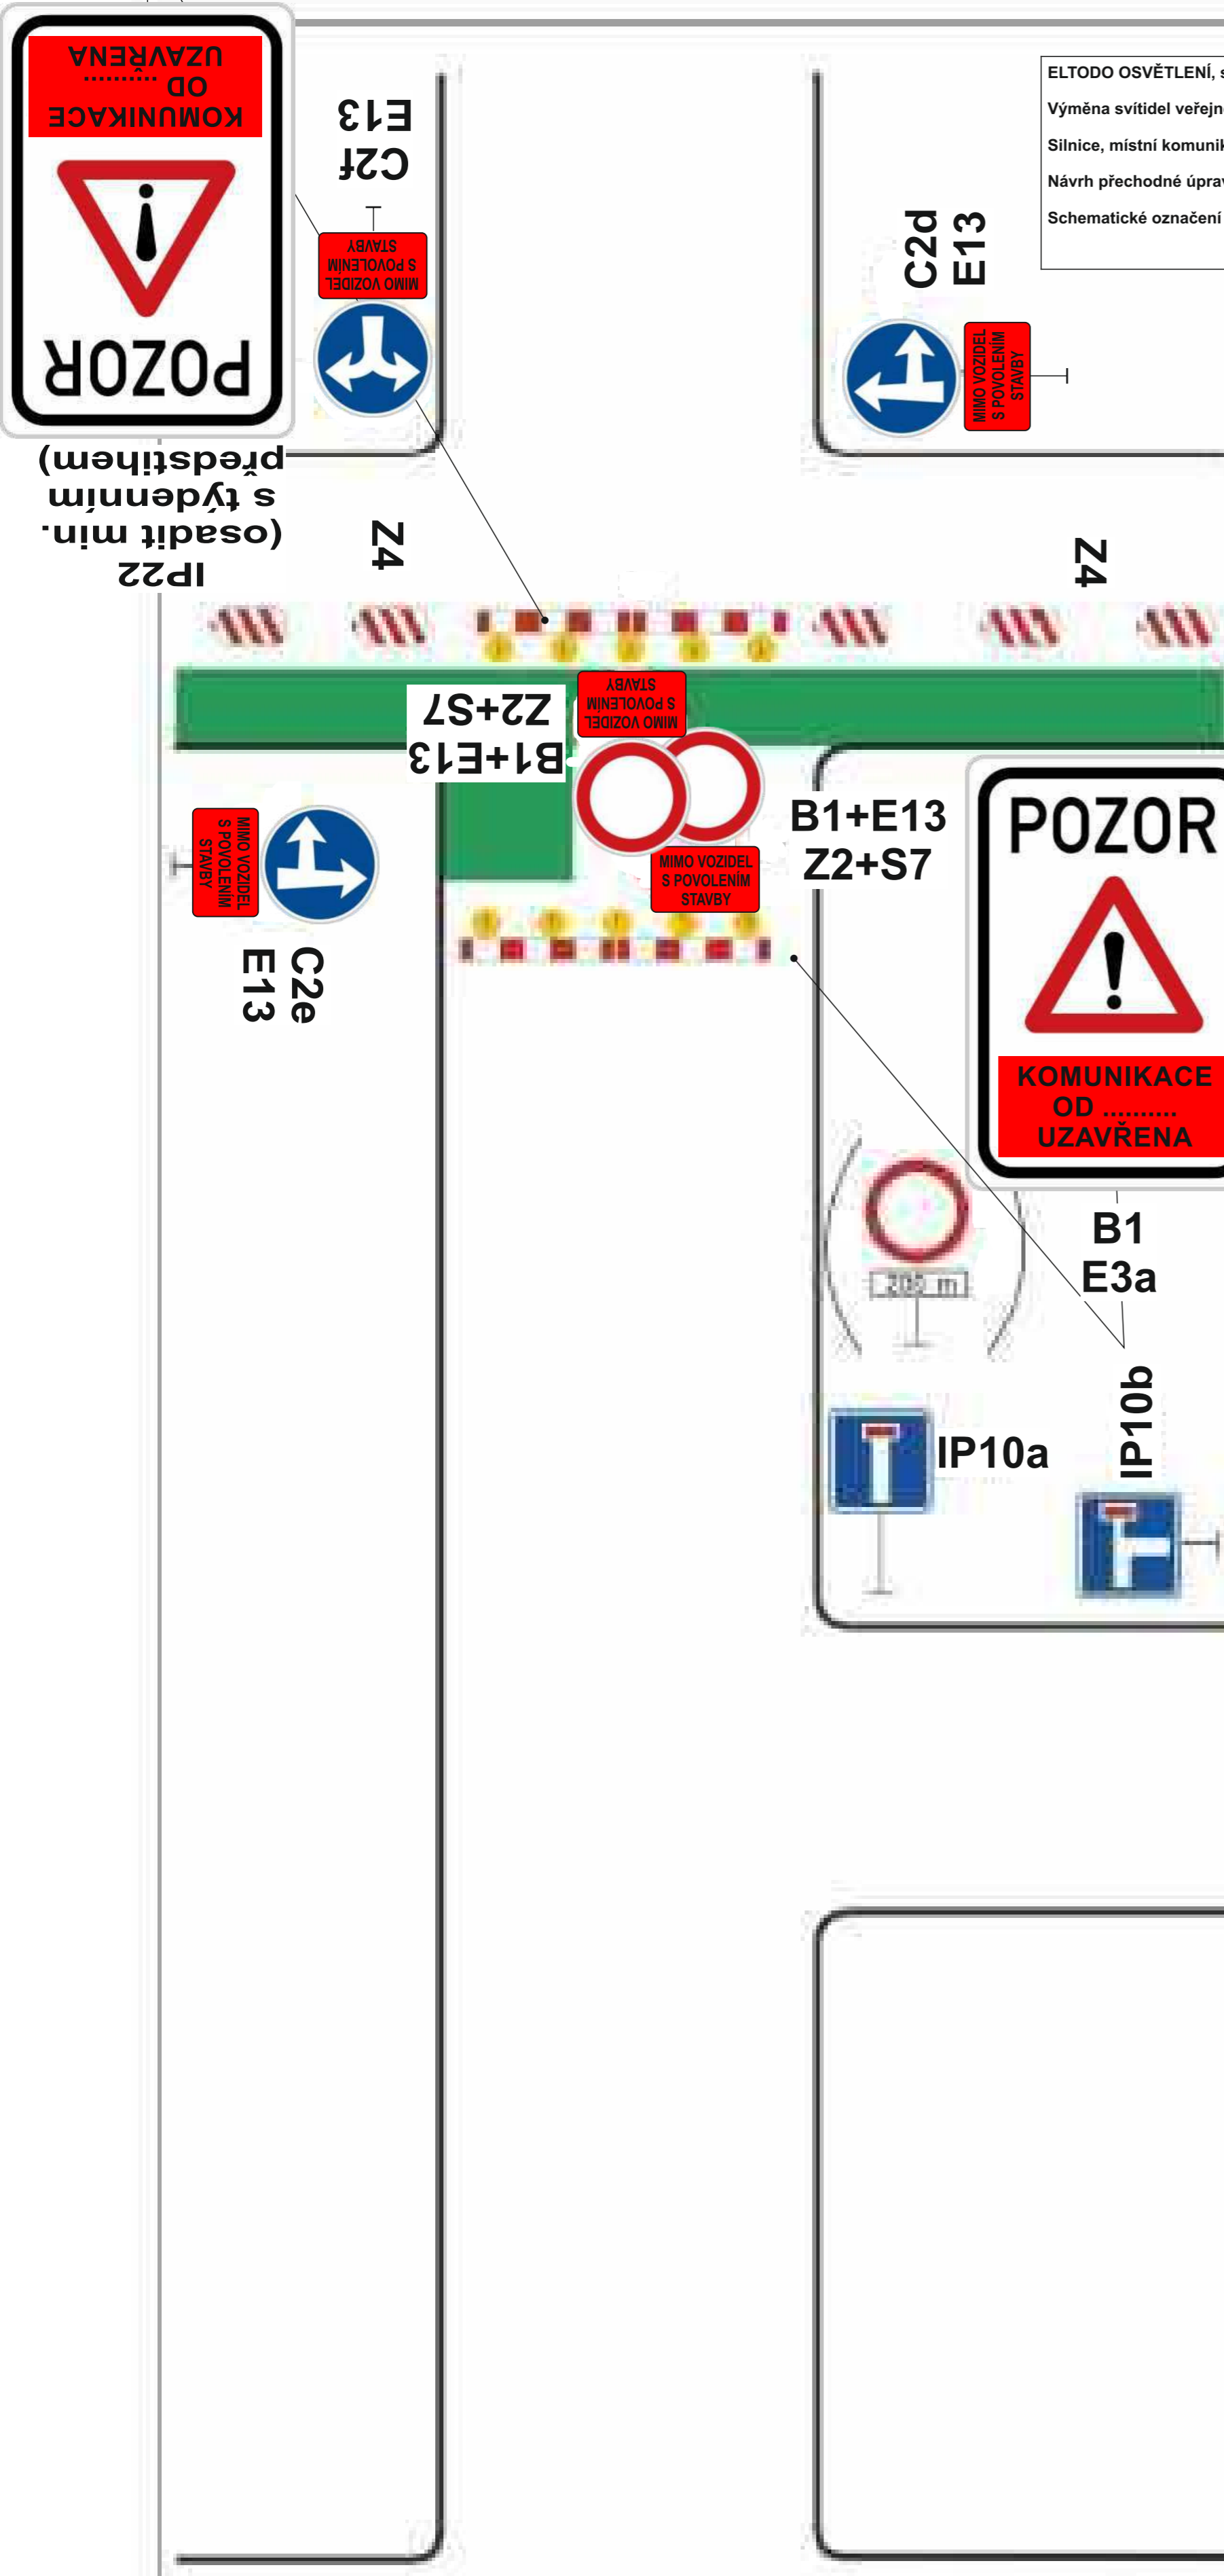 KOMUNIKACE
OD ..........
UZAVŘENA
POZOR
IP22
(osadit min.
s týdenním
předstihem)
C2f
E13
MIMO VOZIDEL
S POVOLENÍM
STAVBY
ELTODO OSVĚTLENÍ, s
Výměna svítidel veřejn
Silnice, místní komunik
Návrh přechodné úprav
Schematické označení
C2d
E13
MIMO VOZIDEL
S POVOLENÍM
STAVBY
Z4
Z4
B1+E13
Z2+S7
MIMO VOZIDEL
S POVOLENÍM
STAVBY
MIMO VOZIDEL
S POVOLENÍM
STAVBY
B1+E13
Z2+S7
MIMO VOZIDEL
S POVOLENÍM
STAVBY
C2e
E13
POZOR
KOMUNIKACE
OD ..........
UZAVŘENA
200 m
B1
E3a
IP10a
IP10b